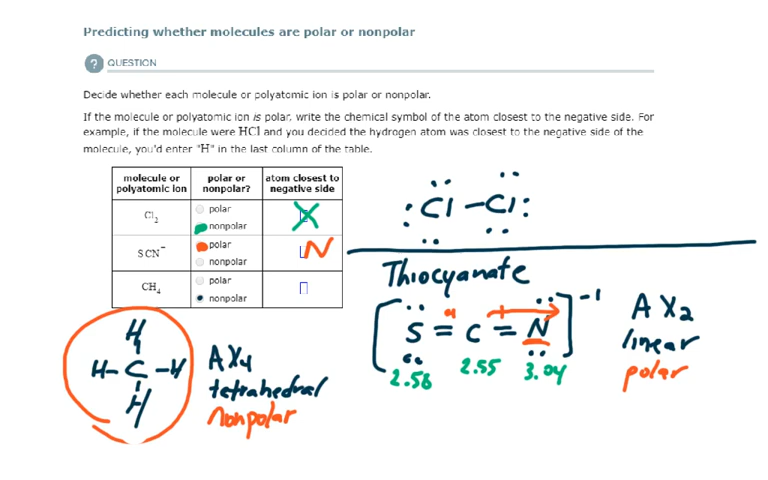 Predicting whether molecules are polar or nonpolar
? QUESTION
Decide whether each molecule or polyatomic ion is polar or nonpolar.
If the molecule or polyatomic ion is polar, write the chemical symbol of the atom closest to the negative side. For
example, if the molecule were HCl and you decided the hydrogen atom was closest to the negative side of the
molecule, you'd enter "H" in the last column of the table.
molecule or polyatomic ion
polar or nonpolar?
atom closest to negative side
Cl₂
polar
nonpolar
X
SCN⁻
polar
nonpolar
N
CH₄
polar
nonpolar
:Cl–Cl:
Thiocyanate
[S=C=N]⁻¹
2.58 2.55 3.04
AX₂
linear
polar
H
H–C–H
H
AX₄
tetrahedral
Nonpolar